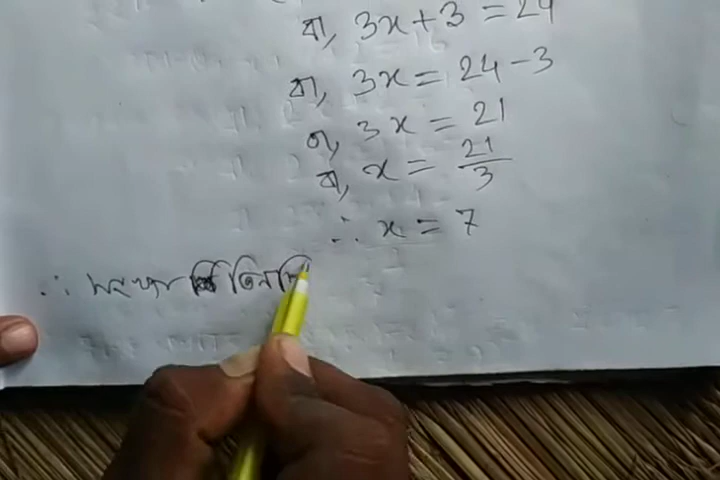 বা, 3x + 3 = 24
বা, 3x = 24 - 3
বা, 3x = 21
বা, x = 21/3
∴ x = 7
∴ সংখ্যা তিনটি